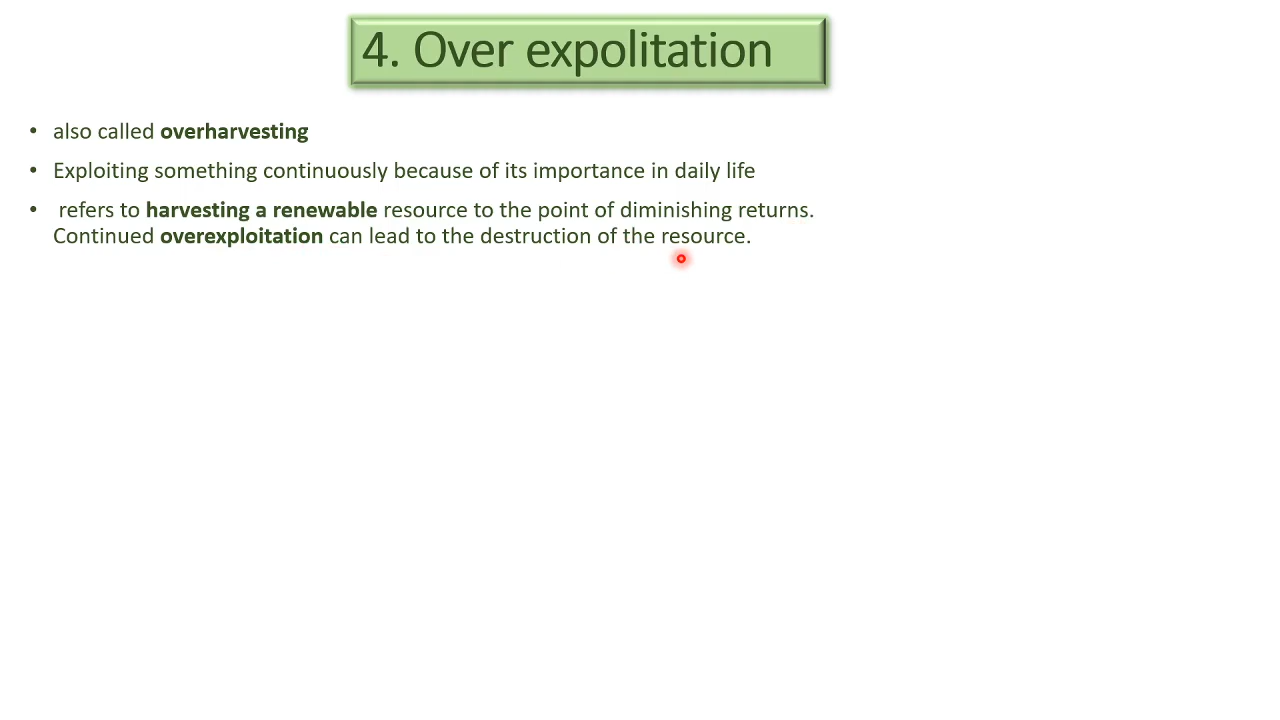 4. Over expolitation
• also called overharvesting
• Exploiting something continuously because of its importance in daily life
• refers to harvesting a renewable resource to the point of diminishing returns.
Continued overexploitation can lead to the destruction of the resource.